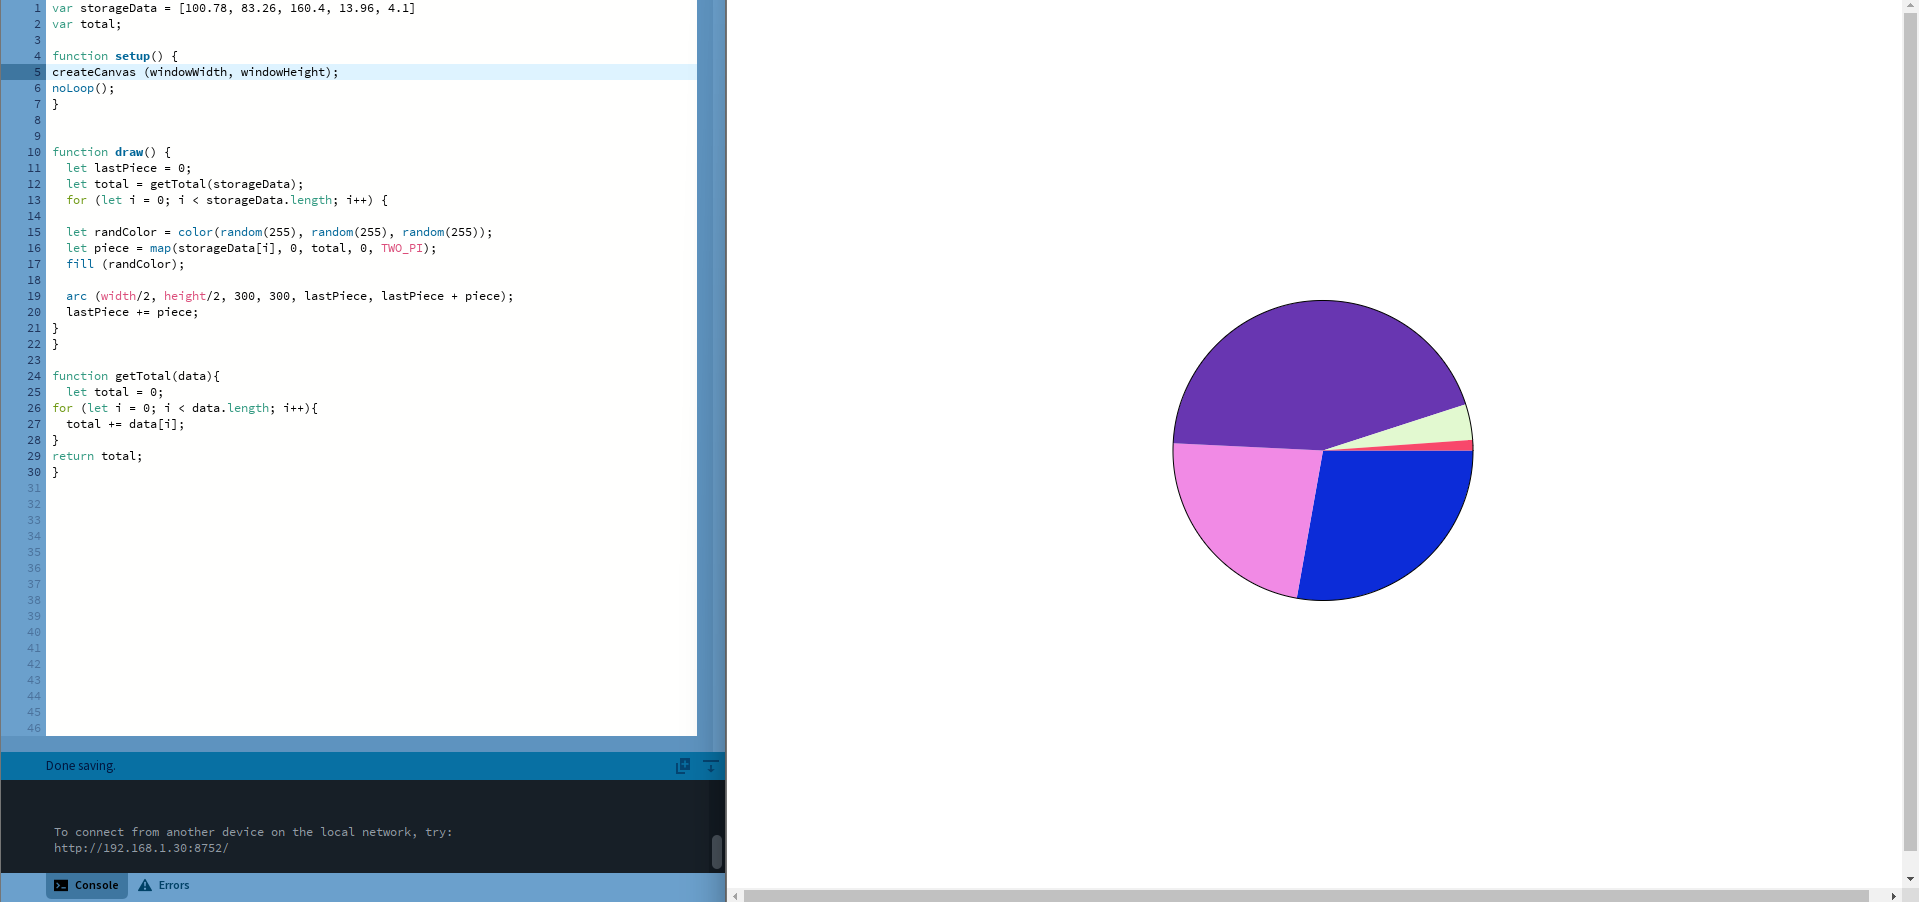 1 var storageData = [100.78, 83.26, 160.4, 13.96, 4.1]
2 var total;
3
4 function setup() {
5 createCanvas (windowWidth, windowHeight);
6 noLoop();
7 }
8
9
10 function draw() {
11   let lastPiece = 0;
12   let total = getTotal(storageData);
13   for (let i = 0; i < storageData.length; i++) {
14
15   let randColor = color(random(255), random(255), random(255));
16   let piece = map(storageData[i], 0, total, 0, TWO_PI);
17   fill (randColor);
18
19   arc (width/2, height/2, 300, 300, lastPiece, lastPiece + piece);
20   lastPiece += piece;
21 }
22 }
23
24 function getTotal(data){
25   let total = 0;
26 for (let i = 0; i < data.length; i++){
27   total += data[i];
28 }
29 return total;
30 }
31
32
33
34
35
36
37
38
39
40
41
42
43
44
45
46
Done saving.
To connect from another device on the local network, try:
http://192.168.1.30:8752/
Console Errors